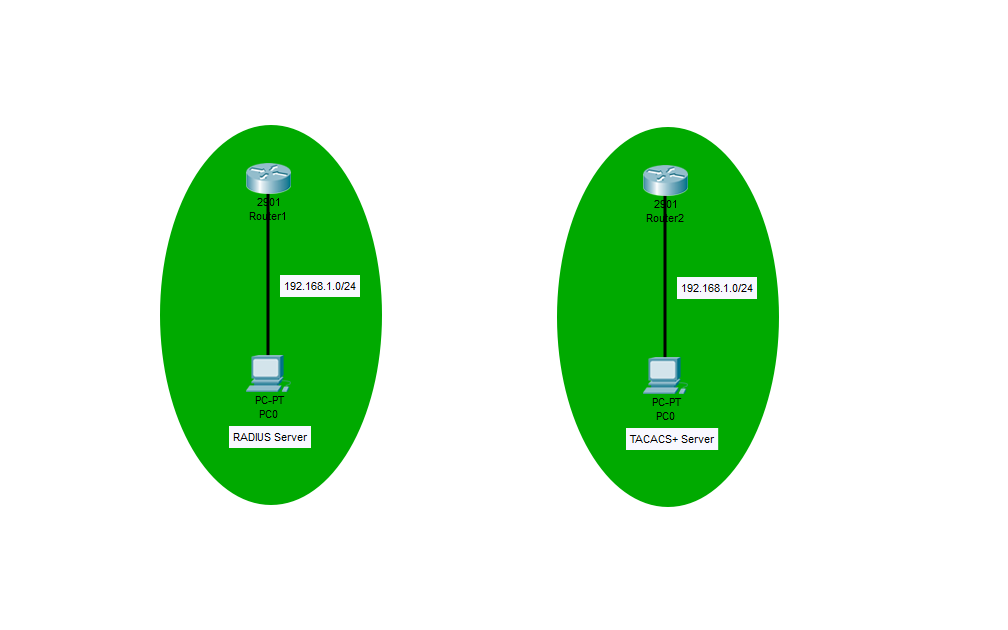 2901
Router1
192.168.1.0/24
PC-PT
PC0
RADIUS Server
2901
Router2
192.168.1.0/24
PC-PT
PC0
TACACS+ Server